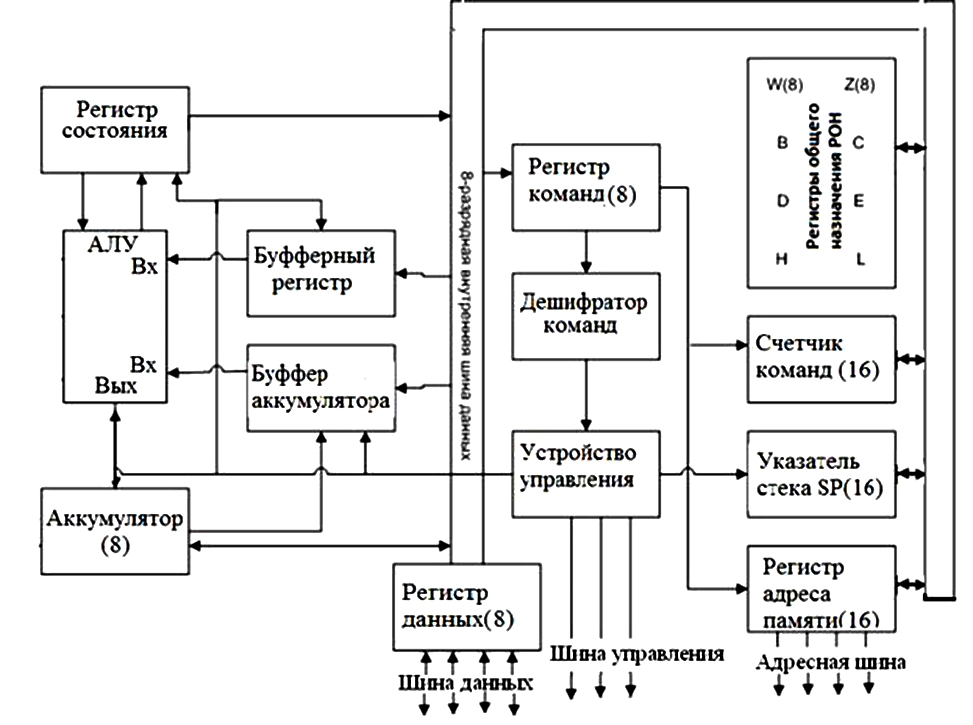 Регистр
состояния
АЛУ
Вх
Вх
Вых
Буфферный
регистр
Буффер
аккумулятора
Аккумулятор
(8)
8-разрядная внутренняя шина данных
Регистр
данных(8)
Шина данных
Регистр
команд(8)
Дешифратор
команд
Устройство
управления
Шина управления
W(8) Z(8)
B C
D E
H L
Регистры общего
назначения РОН
Счетчик
команд (16)
Указатель
стека SP(16)
Регистр
адреса
памяти(16)
Адресная шина